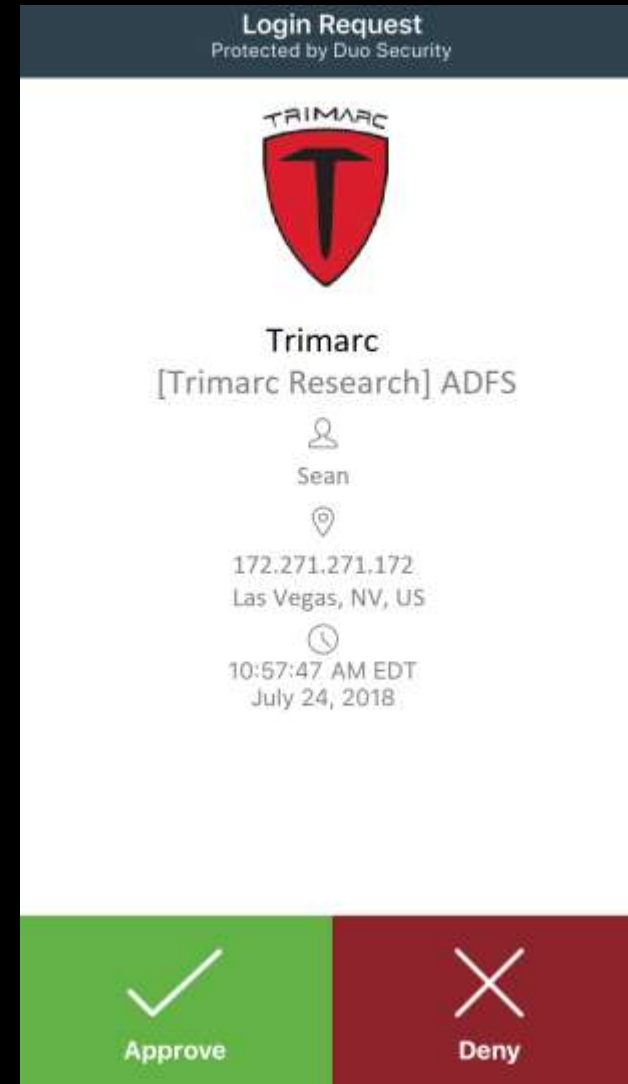 Login Request
Protected by Duo Security
TRIMARC
Trimarc
[Trimarc Research] ADFS
Sean
172.271.271.172
Las Vegas, NV, US
10:57:47 AM EDT
July 24, 2018
Approve
Deny